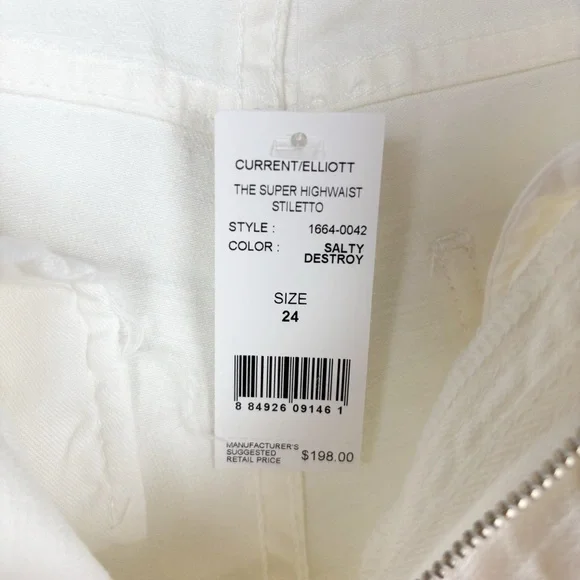 CURRENT/ELLIOTT
THE SUPER HIGHWAIST
STILETTO
STYLE : 1664-0042
COLOR : SALTY
DESTROY
SIZE
24
8 84926 09146 1
MANUFACTURER'S
SUGGESTED
RETAIL PRICE $198.00